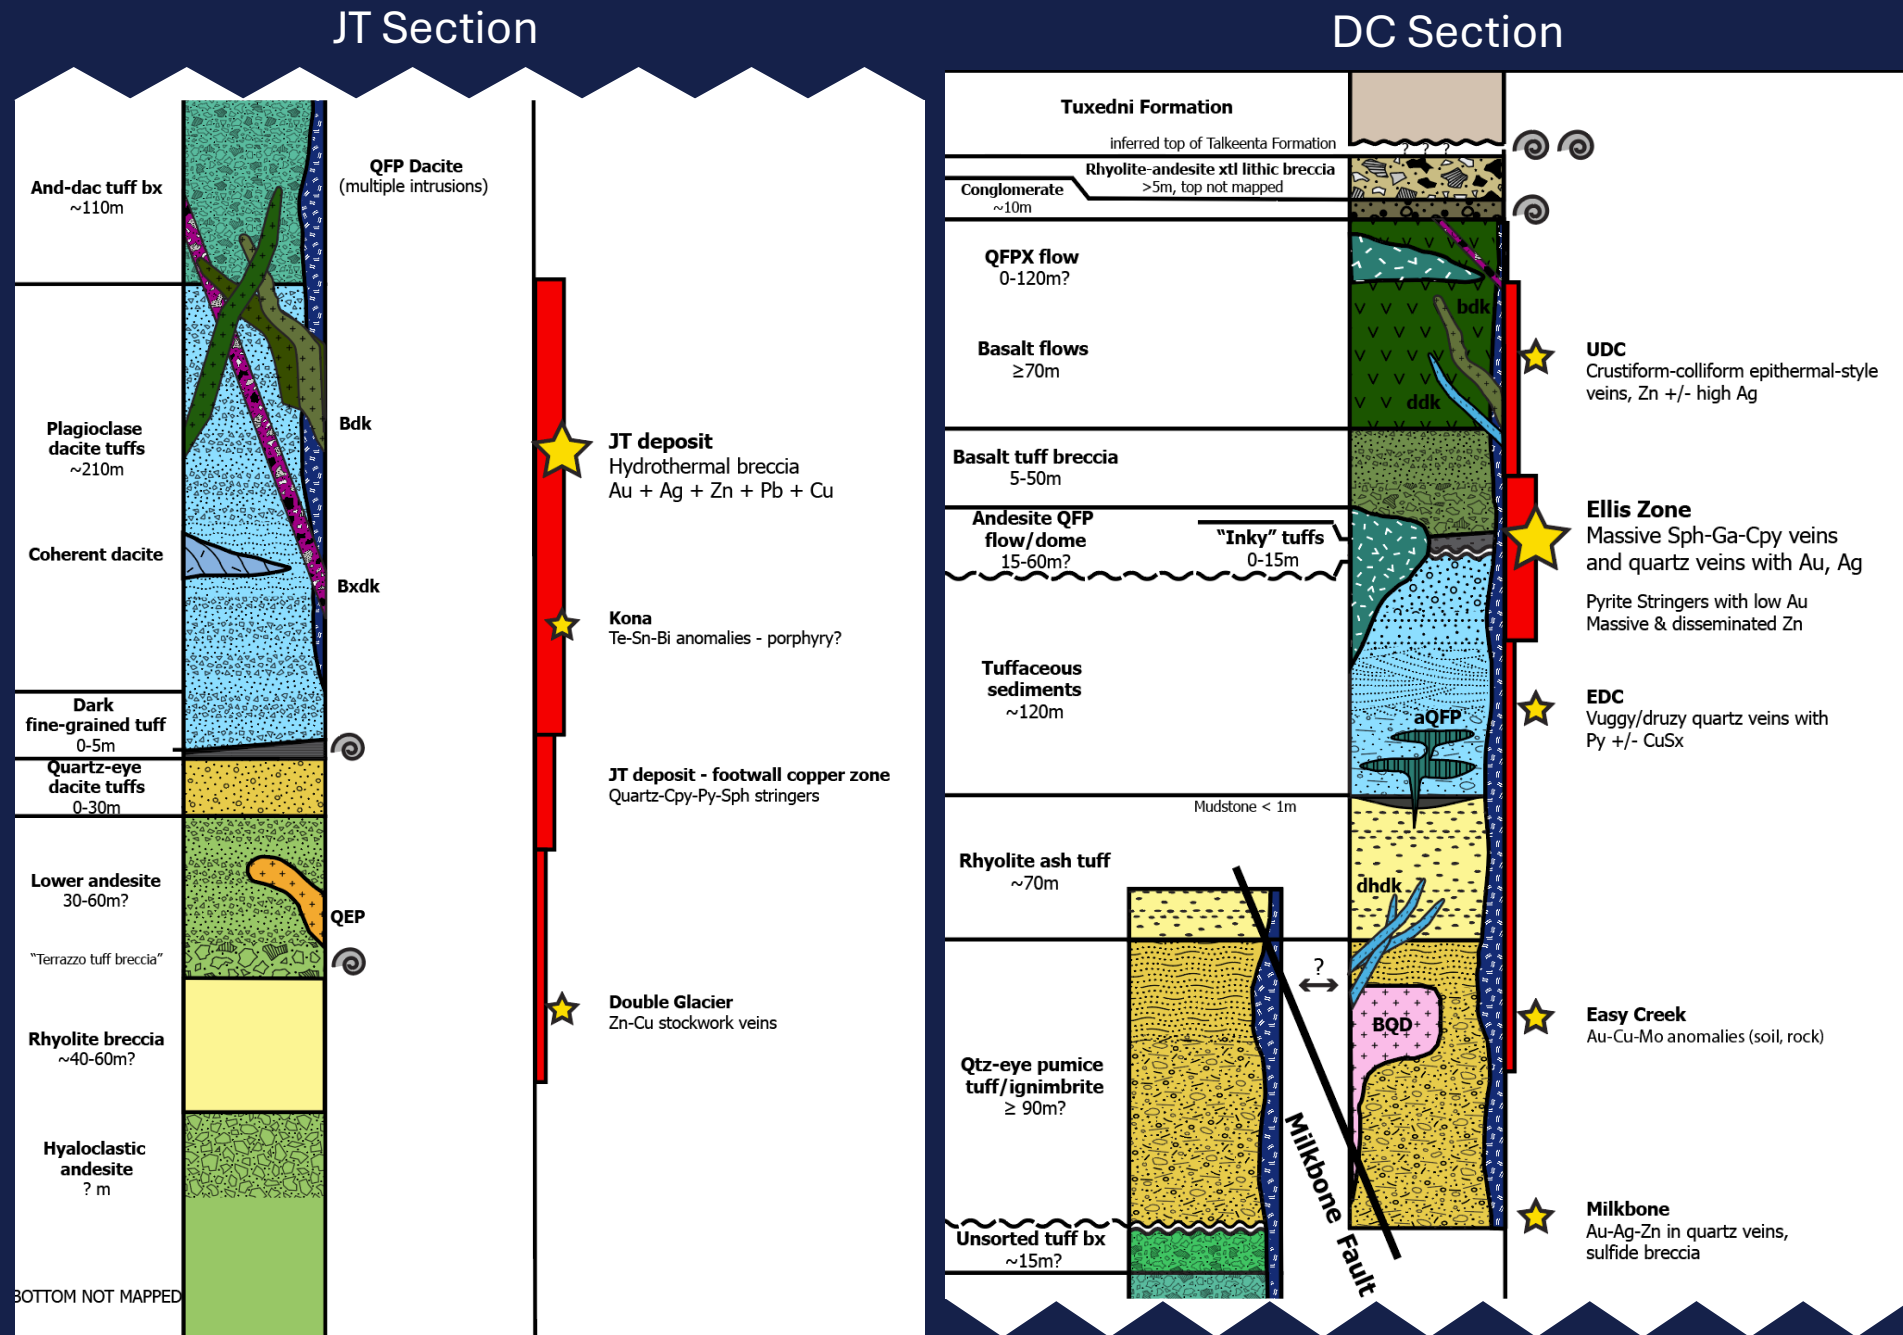 JT Section
And-dac tuff bx
~110m
QFP Dacite
(multiple intrusions)
Plagioclase
dacite tuffs
~210m
Bdk
Coherent dacite
Bxdk
Dark
fine-grained tuff
0-5m
Quartz-eye
dacite tuffs
0-30m
Lower andesite
30-60m?
QEP
"Terrazzo tuff breccia"
Rhyolite breccia
~40-60m?
Hyaloclastic
andesite
? m
BOTTOM NOT MAPPED
JT deposit
Hydrothermal breccia
Au + Ag + Zn + Pb + Cu
Kona
Te-Sn-Bi anomalies - porphyry?
JT deposit - footwall copper zone
Quartz-Cpy-Py-Sph stringers
Double Glacier
Zn-Cu stockwork veins
DC Section
Tuxedni Formation
inferred top of Talkeenta Formation
? ? ?
Rhyolite-andesite xtl lithic breccia
>5m, top not mapped
Conglomerate
~10m
QFPX flow
0-120m?
Basalt flows
≥70m
bdk
ddk
Basalt tuff breccia
5-50m
Andesite QFP
flow/dome
15-60m?
"Inky" tuffs
0-15m
Tuffaceous
sediments
~120m
aQFP
Mudstone < 1m
Rhyolite ash tuff
~70m
dhdk
?
BQD
Qtz-eye pumice
tuff/ignimbrite
≥ 90m?
Milkbone Fault
Unsorted tuff bx
~15m?
UDC
Crustiform-colliform epithermal-style
veins, Zn +/- high Ag
Ellis Zone
Massive Sph-Ga-Cpy veins
and quartz veins with Au, Ag
Pyrite Stringers with low Au
Massive & disseminated Zn
EDC
Vuggy/druzy quartz veins with
Py +/- CuSx
Easy Creek
Au-Cu-Mo anomalies (soil, rock)
Milkbone
Au-Ag-Zn in quartz veins,
sulfide breccia